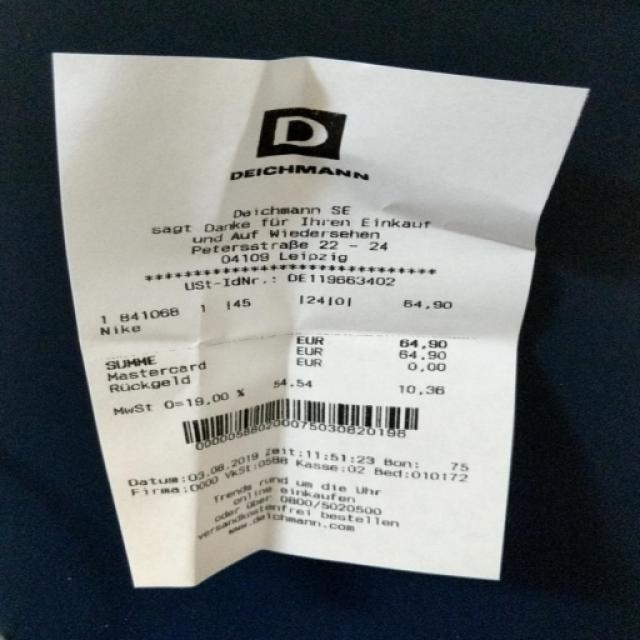 D
DEICHMANN
Deichmann SE
sagt Danke für Ihren Einkauf
und Auf Wiedersehen
Petersstraße 22 - 24
04109 Leipzig
********************************
USt-IdNr.: DE119663402
1 841068 1 |45 |24|0| 64,90
Nike
EUR 64,90
SUMME EUR 64,90
Mastercard EUR 0,00
Rückgeld
MwSt 0=19,00 % 54,54 10,36
Datum:03.08.2019 Zeit:11:51:23 Bon: 75
Firma:0000 VkSt:0588 Kasse:02 Bed:010172
Trends rund um die Uhr
online einkaufen
oder über 0800/5020500
versandkostenfrei bestellen
www.deichmann.com